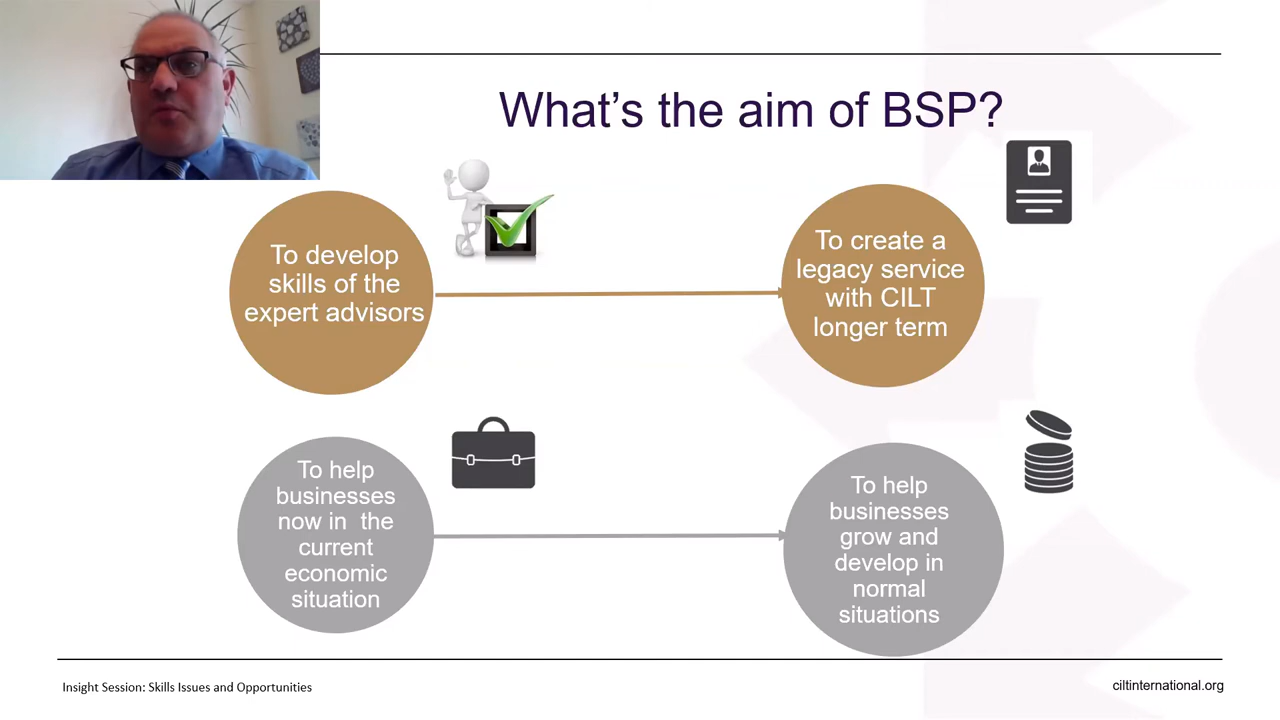 What's the aim of BSP?
To develop
skills of the
expert advisors
To create a
legacy service
with CILT
longer term
To help
businesses
now in  the
current
economic
situation
To help
businesses
grow and
develop in
normal
situations
Insight Session: Skills Issues and Opportunities
ciltinternational.org